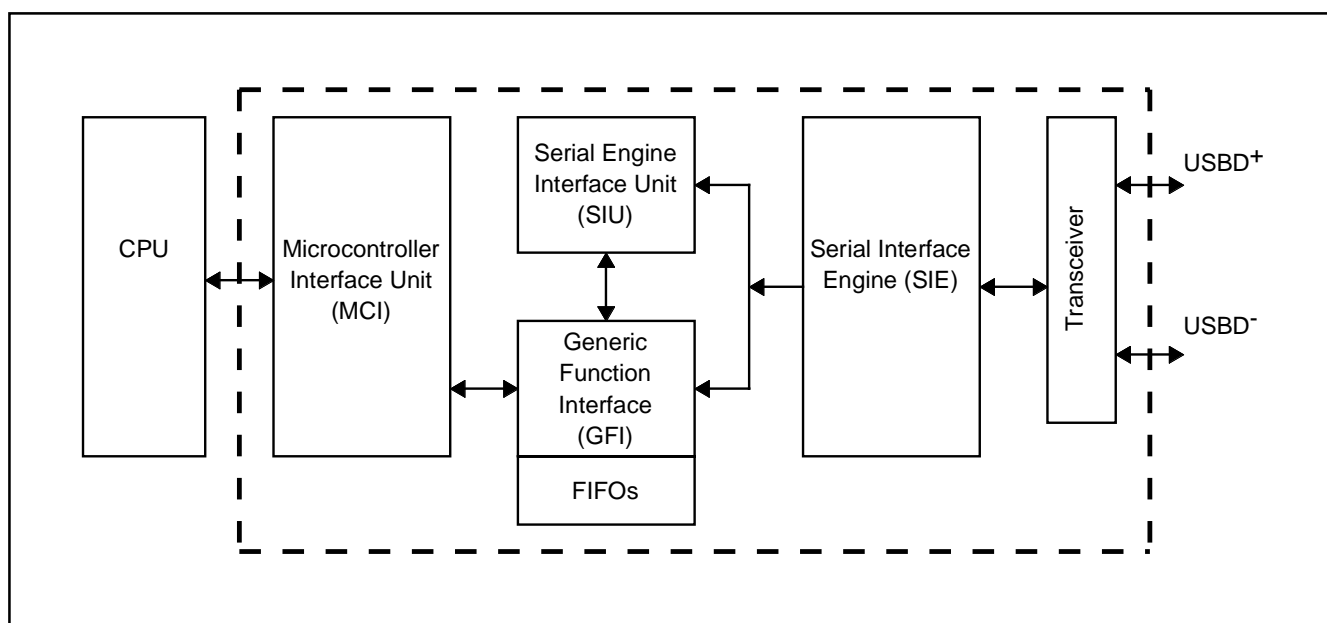 CPU
Microcontroller
Interface Unit
(MCI)
Serial Engine
Interface Unit
(SIU)
Generic
Function
Interface
(GFI)
FIFOs
Serial Interface
Engine (SIE)
Transceiver
USBD+
USBD-